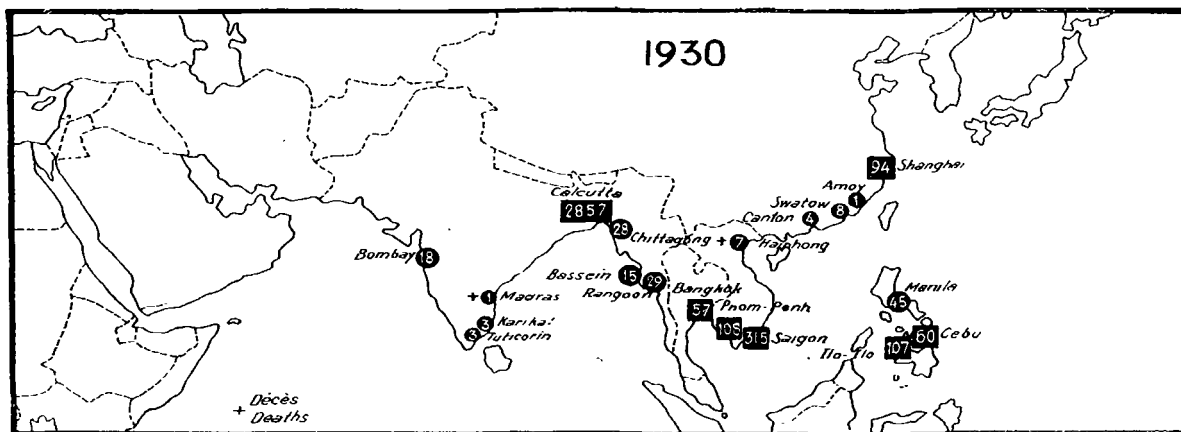 1930
94 Shanghai
Amoy
1
Swatow
8
Canton
4
Calcutta
2857
28
Chittagong + 7 Haiphong
Bombay 18
Bassein 15
Rangoon 29
Bangkok
57
Pnom-Penh
Manila
45
+ 1 Madras
3 Karikal
3 Tuticorin
315 Saigon
Ilo-Ilo 107
60 Cebu
+ Décès
Deaths